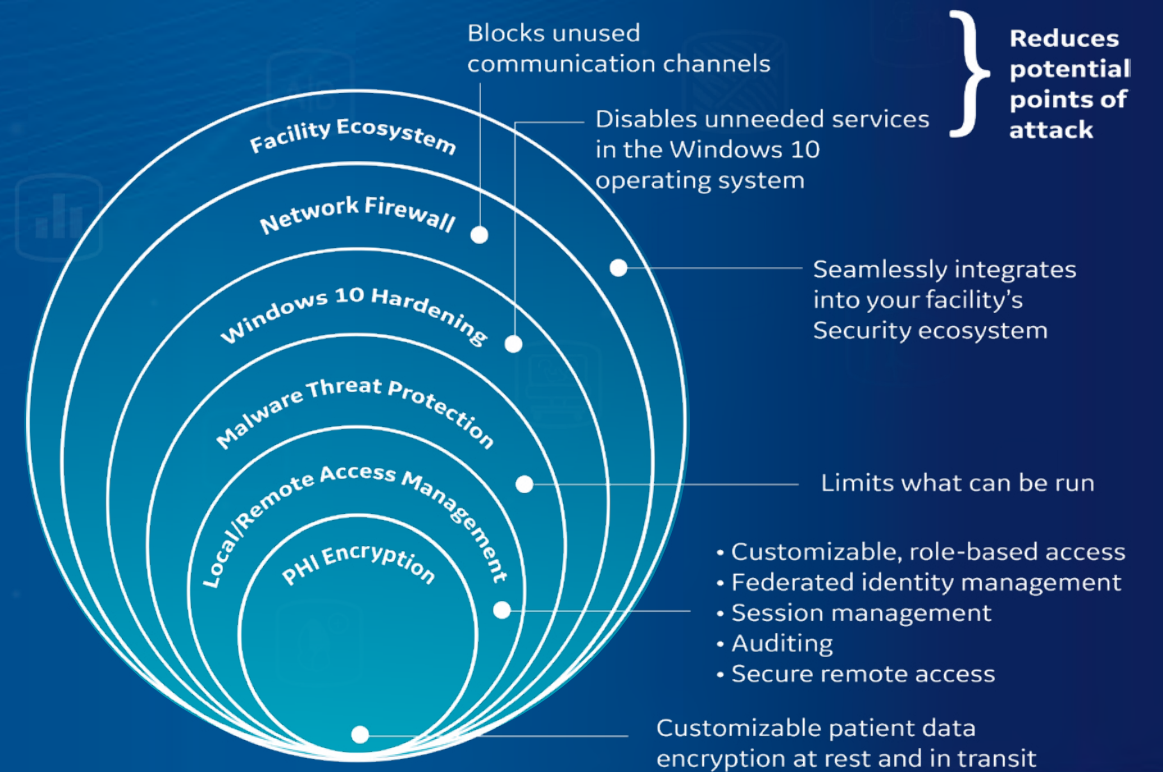 Blocks unused
communication channels
Reduces
potential
points of
attack
Disables unneeded services
in the Windows 10
operating system
Facility Ecosystem
Network Firewall
Windows 10 Hardening
Malware Threat Protection
Local/Remote Access Management
PHI Encryption
Seamlessly integrates
into your facility’s
Security ecosystem
Limits what can be run
• Customizable, role-based access
• Federated identity management
• Session management
• Auditing
• Secure remote access
Customizable patient data
encryption at rest and in transit